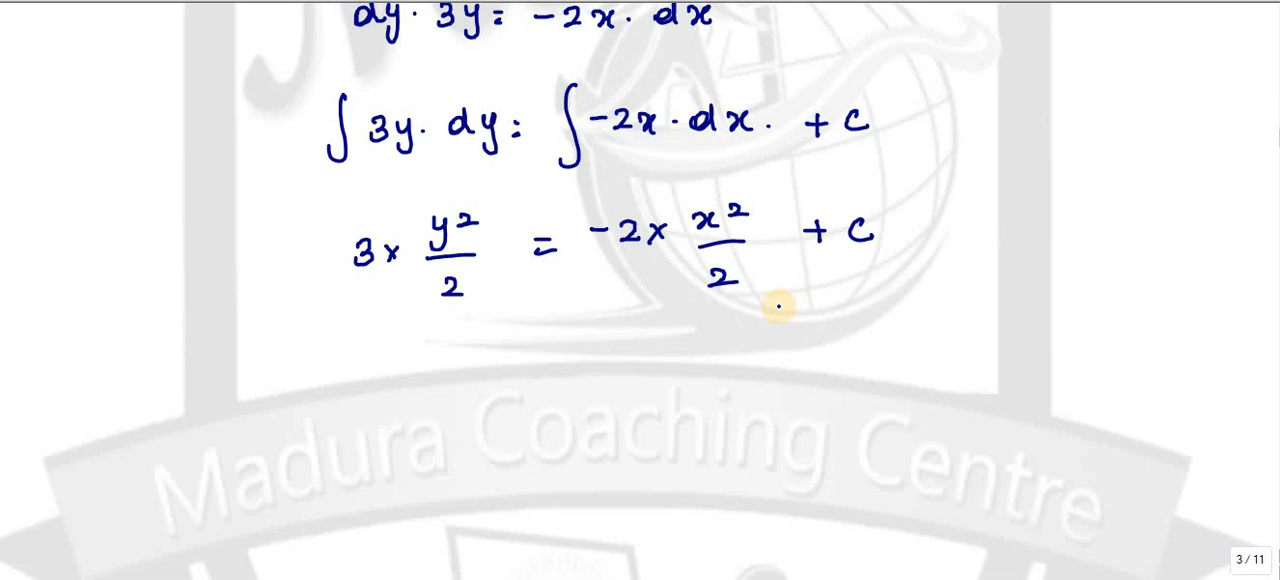 dy · 3y = -2x · dx
∫ 3y · dy = ∫ -2x · dx · + c
3 × y²/2 = -2 × x²/2 + c
Madura Coaching Centre
3 / 11